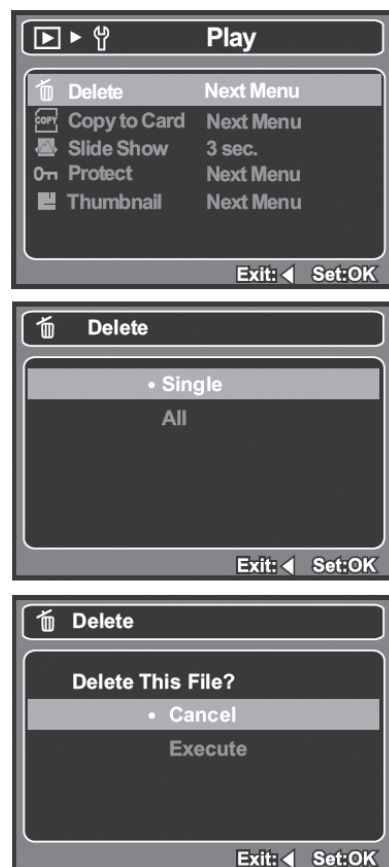 Play
Delete Next Menu
COPY Copy to Card Next Menu
Slide Show 3 sec.
Protect Next Menu
Thumbnail Next Menu
Exit: Set:OK
Delete
• Single
All
Exit: Set:OK
Delete
Delete This File?
• Cancel
Execute
Exit: Set:OK